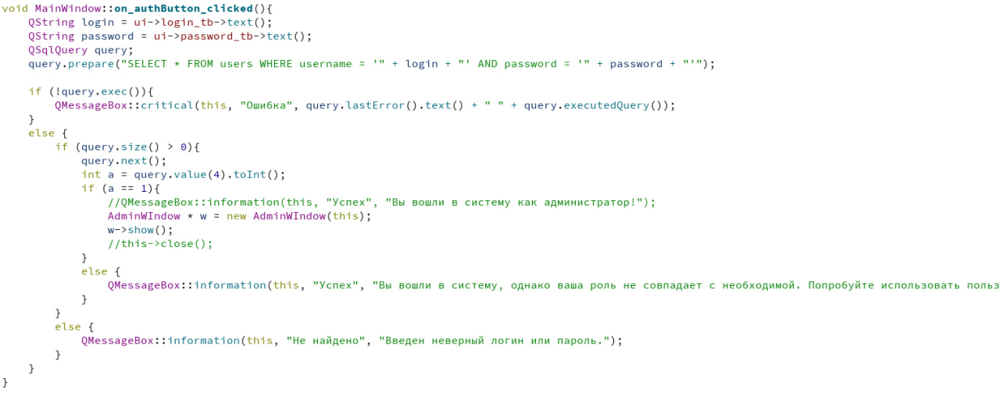 void MainWindow::on_authButton_clicked(){
    QString login = ui->login_tb->text();
    QString password = ui->password_tb->text();
    QSqlQuery query;
    query.prepare("SELECT * FROM users WHERE username = '" + login + "' AND password = '" + password + "'");

    if (!query.exec()){
        QMessageBox::critical(this, "Ошибка", query.lastError().text() + " " + query.executedQuery());
    }
    else {
        if (query.size() > 0){
            query.next();
            int a = query.value(4).toInt();
            if (a == 1){
                //QMessageBox::information(this, "Успех", "Вы вошли в систему как администратор!");
                AdminWIndow * w = new AdminWIndow(this);
                w->show();
                //this->close();
            }
            else {
                QMessageBox::information(this, "Успех", "Вы вошли в систему, однако ваша роль не совпадает с необходимой. Попробуйте использовать польз
            }
        }
        else {
            QMessageBox::information(this, "Не найдено", "Введен неверный логин или пароль.");
        }
    }
}